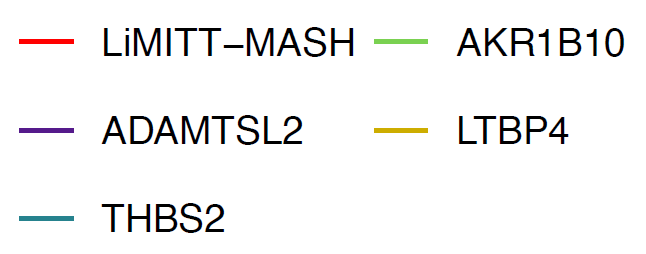 LiMITT−MASH AKR1B10
ADAMTSL2 LTBP4
THBS2